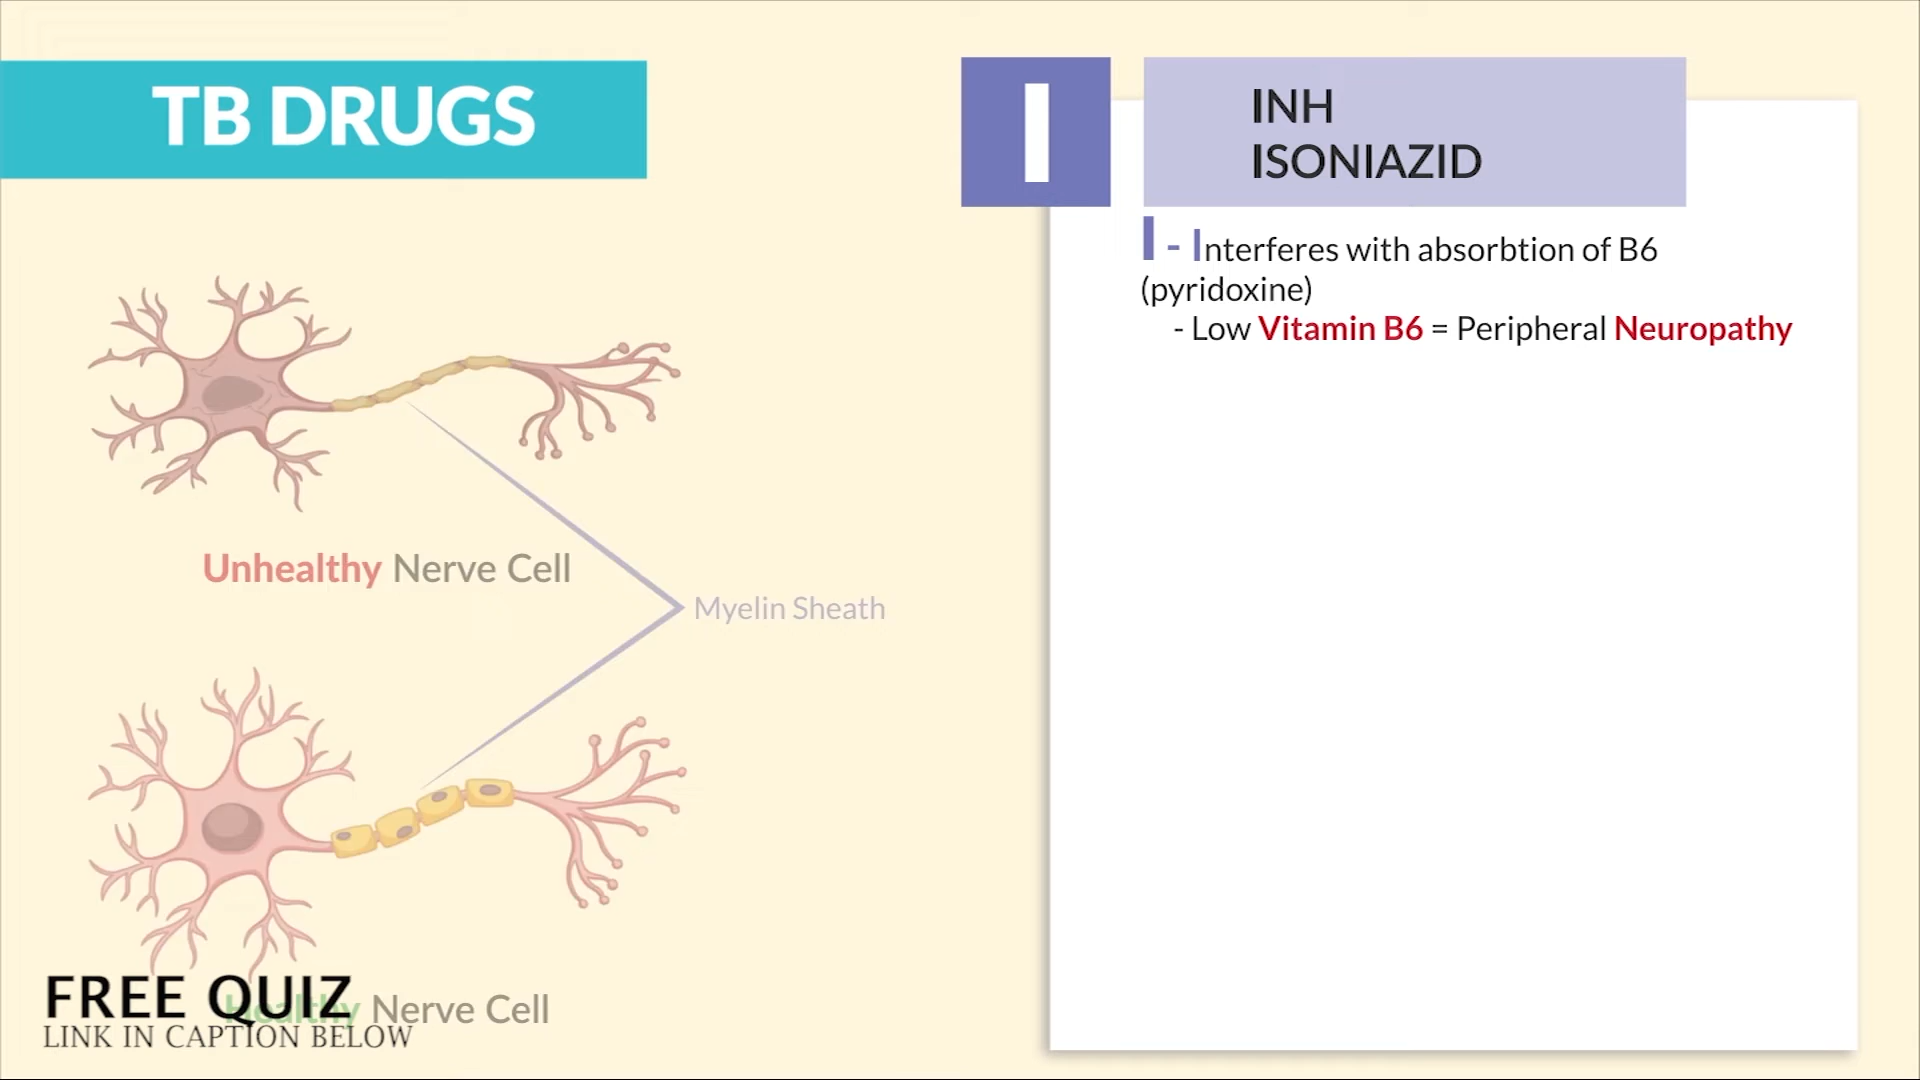 TB DRUGS
I
INH
ISONIAZID
I - Interferes with absorbtion of B6
(pyridoxine)
- Low Vitamin B6 = Peripheral Neuropathy
Unhealthy Nerve Cell
Myelin Sheath
Healthy Nerve Cell
FREE QUIZ
LINK IN CAPTION BELOW